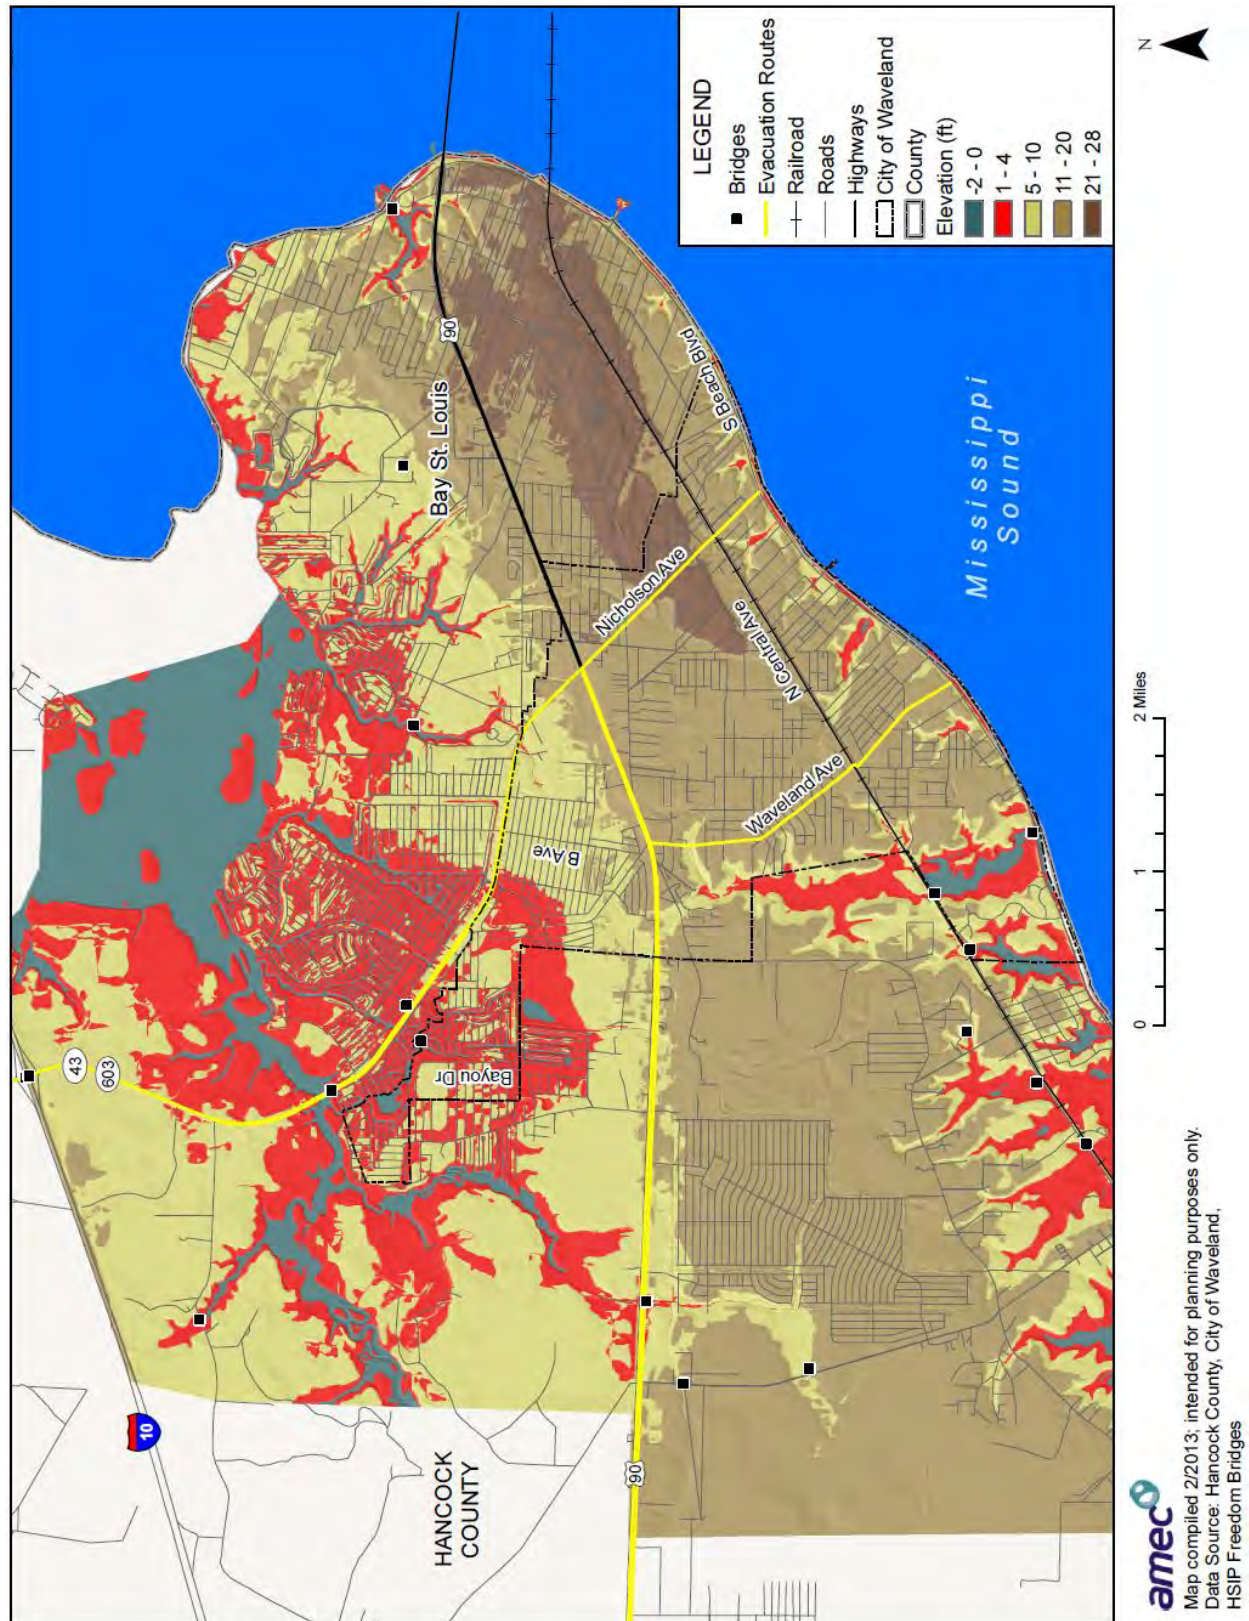 HANCOCK
COUNTY
10
43
603
90
Bayou Dr
B Ave
Waveland Ave
Nicholson Ave
N Central Ave
S Beach Blvd
Bay St. Louis
90
Mississippi
Sound
LEGEND
Bridges
Evacuation Routes
Railroad
Roads
Highways
City of Waveland
County
Elevation (ft)
-2 - 0
1 - 4
5 - 10
11 - 20
21 - 28
amec
Map compiled 2/2013; intended for planning purposes only.
Data Source: Hancock County, City of Waveland,
HSIP Freedom Bridges
0 1 2 Miles
N